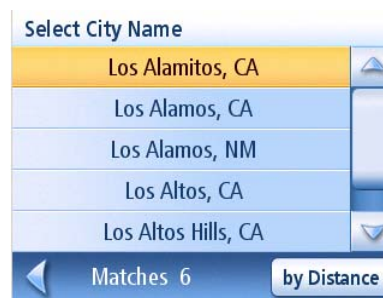 Select City Name
Los Alamitos, CA
Los Alamos, CA
Los Alamos, NM
Los Altos, CA
Los Altos Hills, CA
Matches 6
by Distance